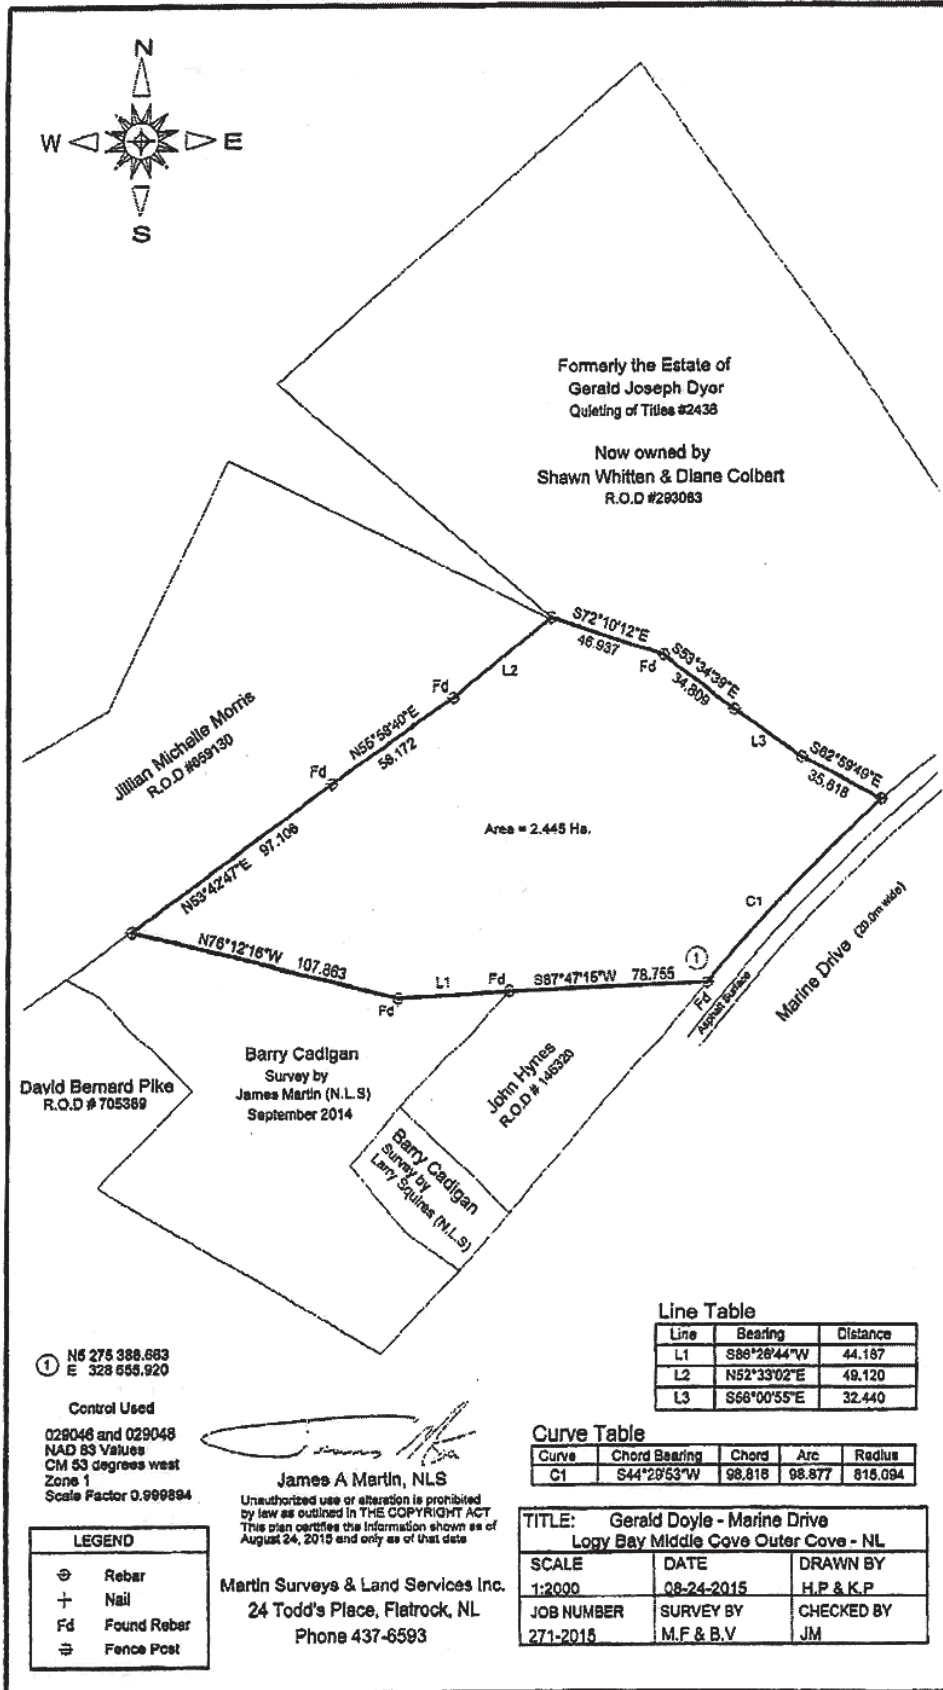 N
W E
S
Formerly the Estate of
Gerald Joseph Dyer
Quieting of Titles #2436
Now owned by
Shawn Whitten & Diane Colbert
R.O.D #293063
S72°10'12"E
46.937
Fd
S53°34'39"E
34.809
L2
Fd
L3
S62°59'49"E
35.618
N55°58'40"E
58.172
Fd
Jillian Michelle Morris
R.O.D #659130
Area = 2.445 Ha.
N53°42'47"E 97.106
C1
Marine Drive (20.0m wide)
N76°12'16"W 107.863
L1
Fd
S87°47'15"W 78.755
1
Fd
Fd
Asphalt Surface
Barry Cadigan
Survey by
James Martin (N.L.S)
September 2014
David Bernard Pike
R.O.D # 705389
John Hynes
R.O.D # 146320
Barry Cadigan
Survey by
Larry Squires (N.L.S)
Line Table
Line Bearing Distance
L1 S86°26'44"W 44.187
L2 N52°33'02"E 49.120
L3 S56°00'55"E 32.440
1 N5 275 388.663
E 328 655.920
Control Used
029046 and 029048
NAD 83 Values
CM 53 degrees west
Zone 1
Scale Factor 0.999894
Curve Table
Curve Chord Bearing Chord Arc Radius
C1 S44°29'53"W 98.816 98.877 815.094
James A Martin, NLS
Unauthorized use or alteration is prohibited
by law as outlined in THE COPYRIGHT ACT
This plan certifies the information shown as of
August 24, 2015 and only as of that date
LEGEND
Rebar
Nail
Fd Found Rebar
Fence Post
Martin Surveys & Land Services Inc.
24 Todd's Place, Flatrock, NL
Phone 437-6593
TITLE: Gerald Doyle - Marine Drive
Logy Bay Middle Cove Outer Cove - NL
SCALE DATE DRAWN BY
1:2000 08-24-2015 H.P & K.P
JOB NUMBER SURVEY BY CHECKED BY
271-2015 M.F & B.V JM